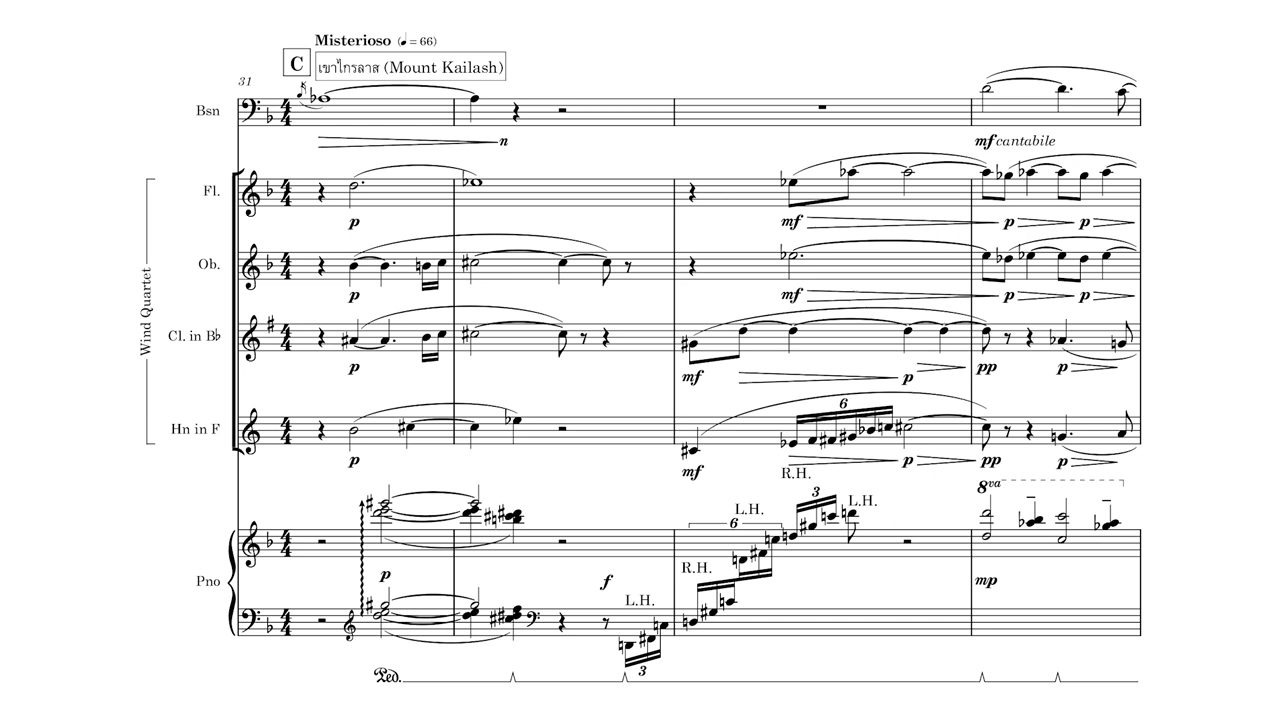 Misterioso (♩= 66)
C
เขาไกรลาส (Mount Kailash)
31
Bsn
n
mf cantabile
Wind Quartet
Fl.
p
mf
p
p
Ob.
p
mf
p
p
Cl. in B♭
p
mf
p
pp
p
6
Hn in F
p
mf
p
pp
p
R.H.
8va
3
L.H.
L.H.
6
R.H.
Pno
p
f
mp
L.H.
3
Ped.